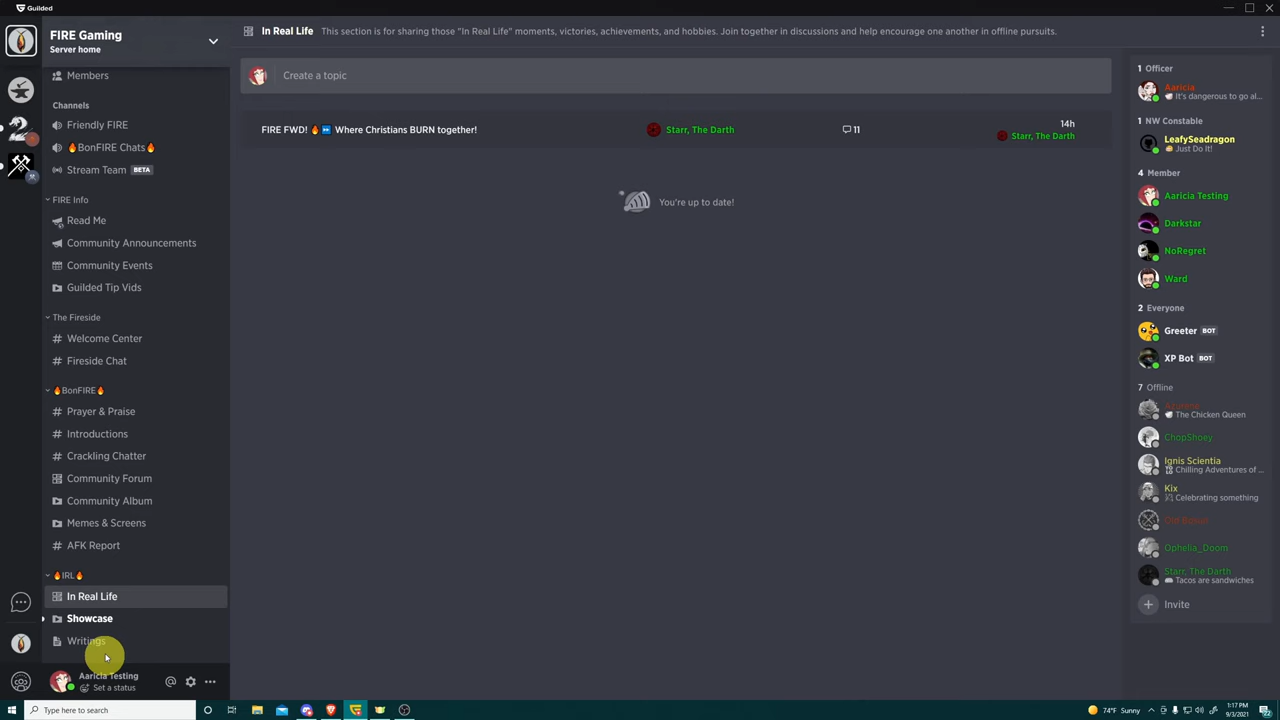 Guilded
FIRE Gaming
Server home
Members
Channels
Friendly FIRE
🔥BonFIRE Chats🔥
Stream Team BETA
FIRE Info
Read Me
Community Announcements
Community Events
Guilded Tip Vids
The Fireside
Welcome Center
Fireside Chat
🔥BonFIRE🔥
Prayer & Praise
Introductions
Crackling Chatter
Community Forum
Community Album
Memes & Screens
AFK Report
🔥IRL🔥
In Real Life
Showcase
Writings
Aaricia Testing
Set a status
In Real Life This section is for sharing those "In Real Life" moments, victories, achievements, and hobbies. Join together in discussions and help encourage one another in offline pursuits.
Create a topic
FIRE FWD! 🔥⏩ Where Christians BURN together! Starr, The Darth 11 14h
Starr, The Darth
You're up to date!
1 Officer
Aaricia
It's dangerous to go al...
1 NW Constable
LeafySeadragon
Just Do It!
4 Member
Aaricia Testing
Darkstar
NoRegret
Ward
2 Everyone
Greeter BOT
XP Bot BOT
7 Offline
The Chicken Queen
ChopShoey
Ignis Scientia
Chilling Adventures of ...
Kix
Celebrating something
Ophelia_Doom
Starr, The Darth
Tacos are sandwiches
Invite
Type here to search
74°F Sunny
1:17 PM
9/3/2021